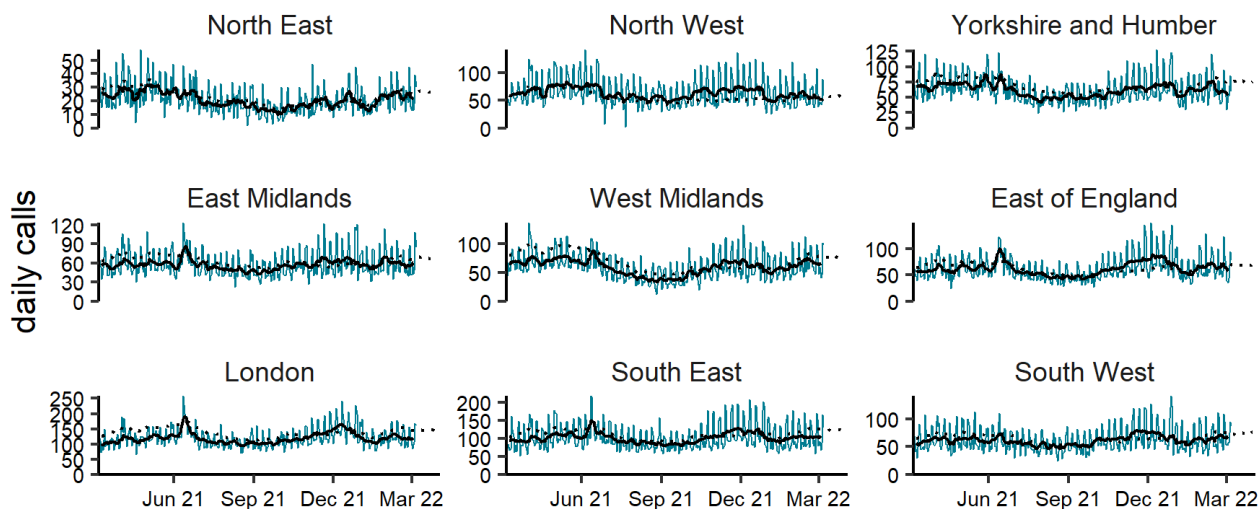 North East North West Yorkshire and Humber
50 40 30 20 10 0
100 50 0
125 100 75 50 25 0
East Midlands West Midlands East of England
daily calls
120 90 60 30 0
100 50 0
100 50 0
London South East South West
250 200 150 100 50 0
200 150 100 50 0
100 50 0
Jun 21 Sep 21 Dec 21 Mar 22 Jun 21 Sep 21 Dec 21 Mar 22 Jun 21 Sep 21 Dec 21 Mar 22